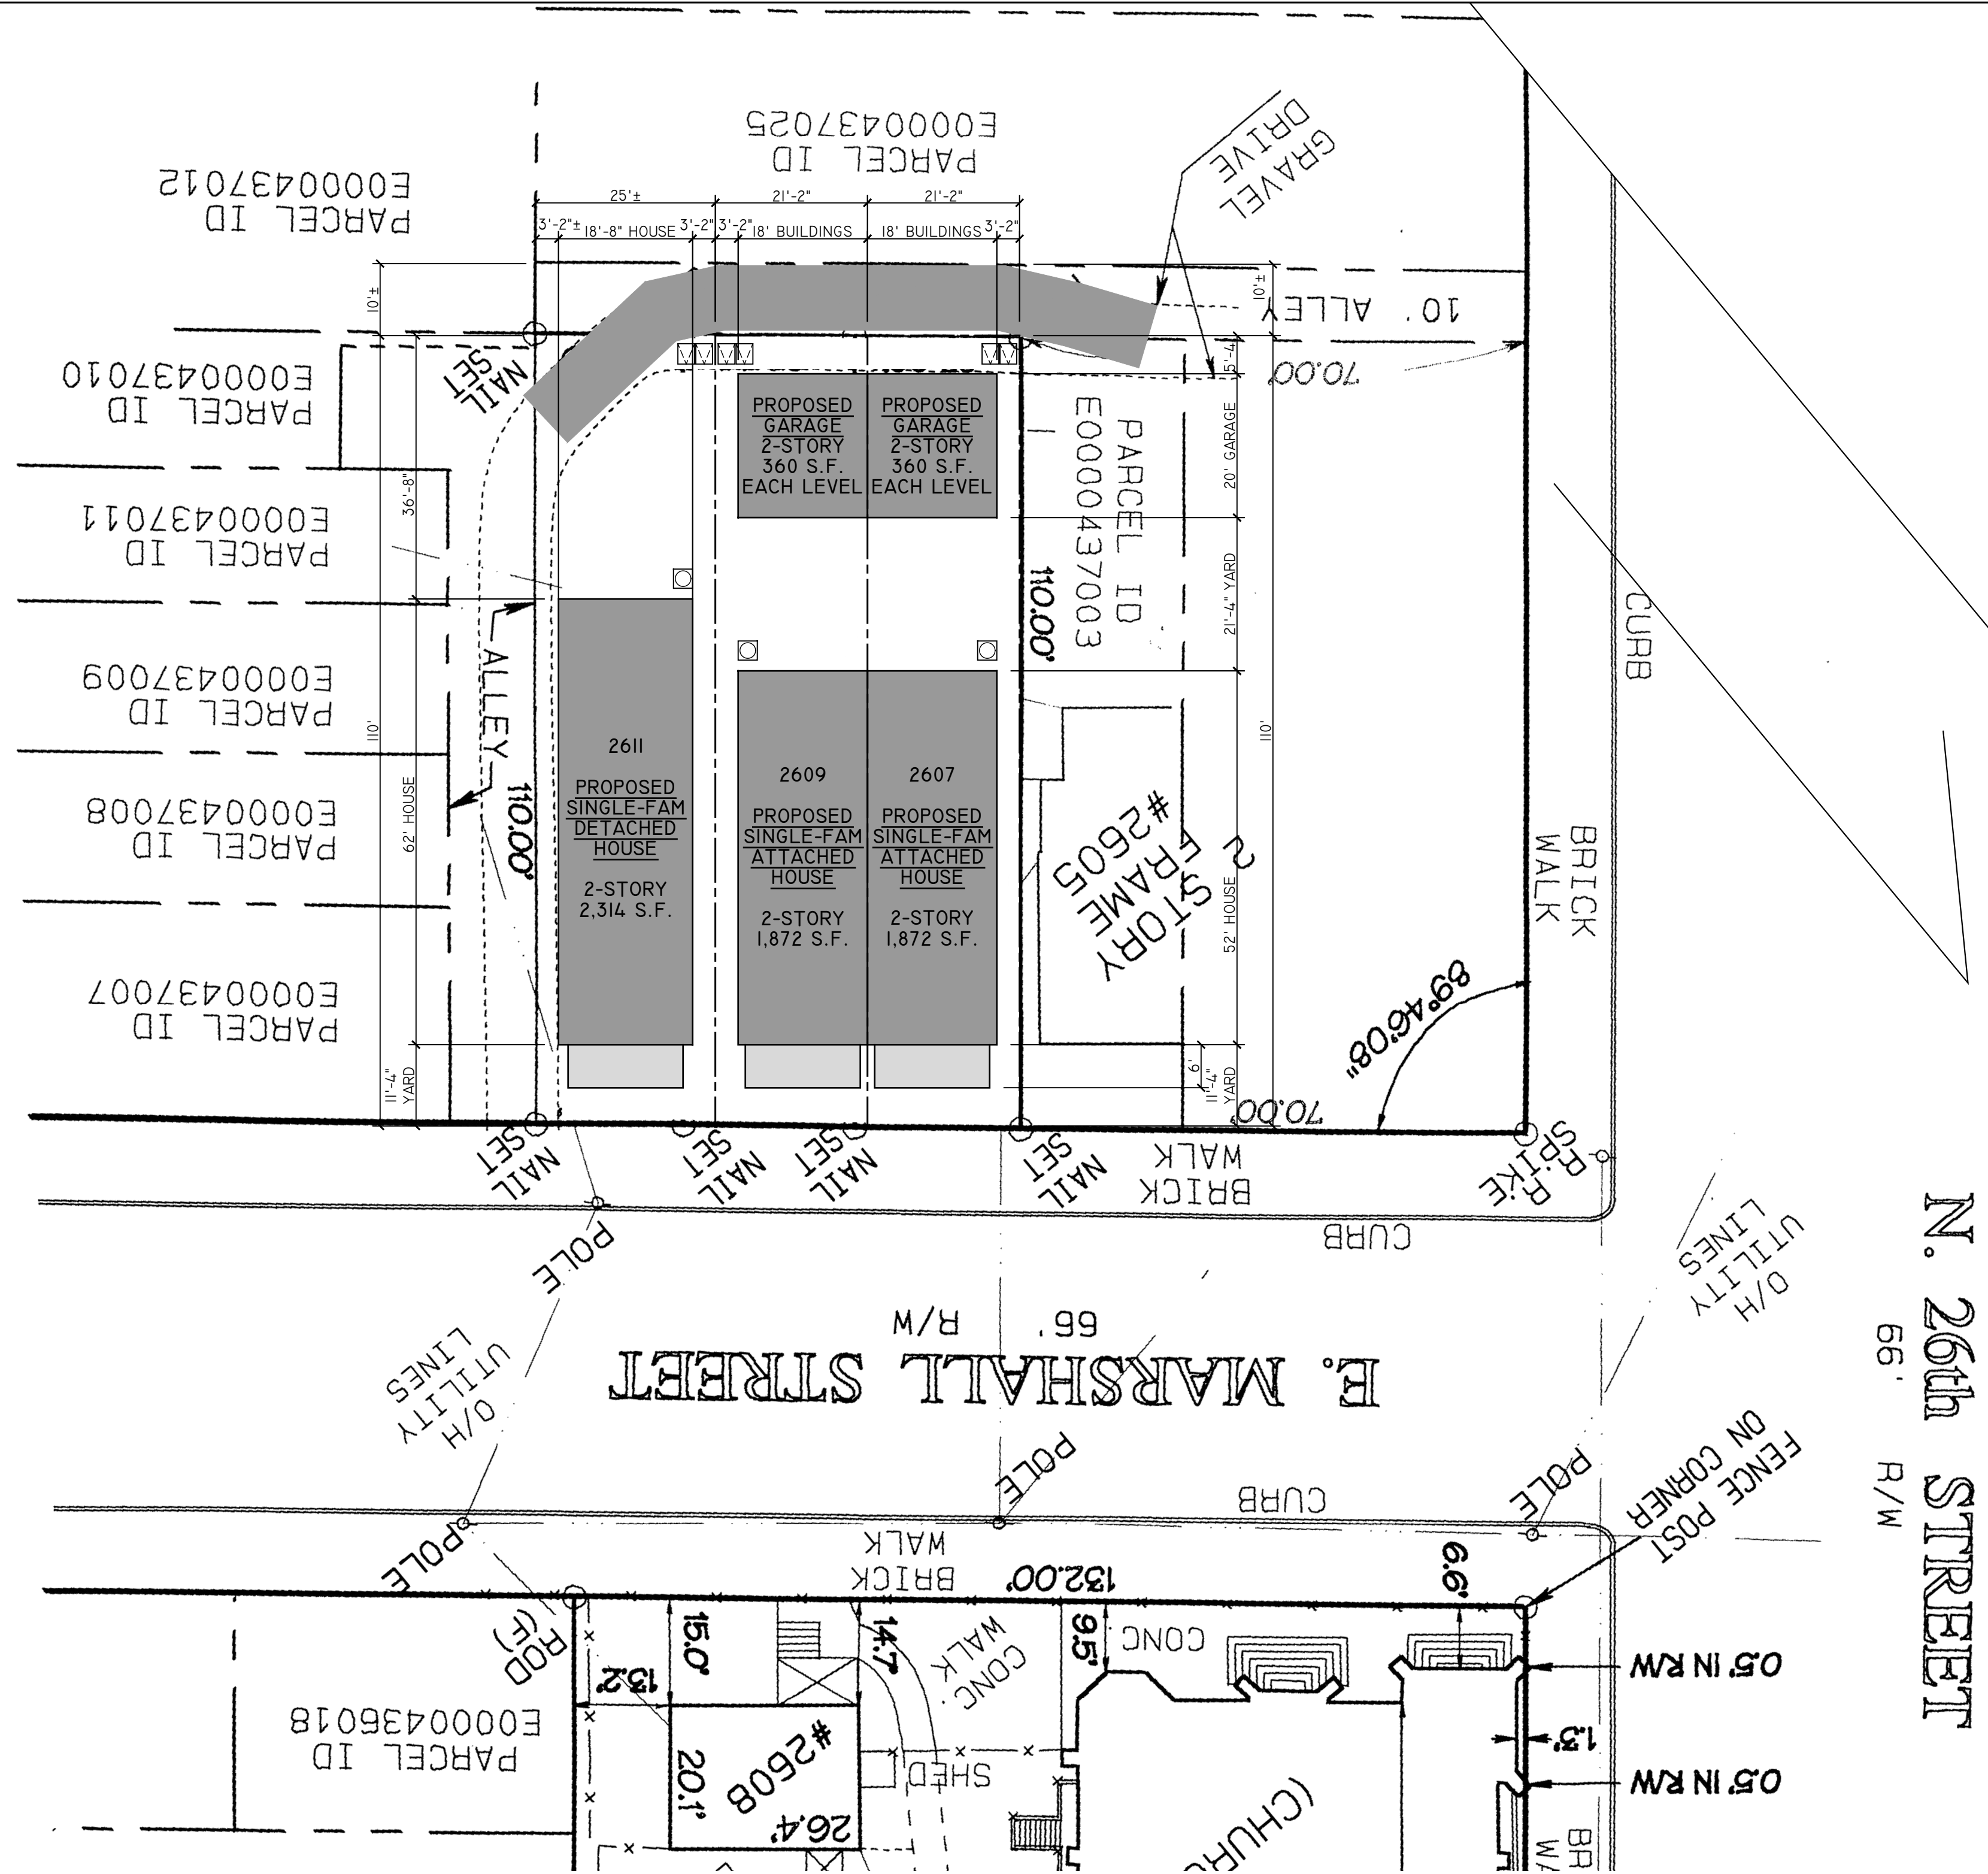 PARCEL ID
E0000437025
GRAVEL
DRIVE
PARCEL ID
E0000437012
25'±
21'-2"
21'-2"
3'-2"±
18'-8" HOUSE
3'-2"
3'-2"
18' BUILDINGS
18' BUILDINGS
3'-2"
10'±
10'±
10' ALLEY
NAIL
SET
70.00'
5'-4"
PARCEL ID
E0000437010
PROPOSED
GARAGE
2-STORY
360 S.F.
EACH LEVEL
PROPOSED
GARAGE
2-STORY
360 S.F.
EACH LEVEL
PARCEL ID
E0000437003
20' GARAGE
36'-8"
PARCEL ID
E0000437011
110.00'
21'-4" YARD
CURB
PARCEL ID
E0000437009
ALLEY
110'
110'
2611
PROPOSED
SINGLE-FAM
DETACHED
HOUSE
2-STORY
2,314 S.F.
2609
PROPOSED
SINGLE-FAM
ATTACHED
HOUSE
2-STORY
1,872 S.F.
2607
PROPOSED
SINGLE-FAM
ATTACHED
HOUSE
2-STORY
1,872 S.F.
2
STORY
FRAME
#2605
PARCEL ID
E0000437008
62' HOUSE
110.00'
52' HOUSE
BRICK
WALK
PARCEL ID
E0000437007
89°46'08"
11'-4"
YARD
6'
11'-4"
YARD
70.00'
NAIL
SET
NAIL
SET
NAIL
SET
NAIL
SET
BRICK
WALK
R.R.
SPIKE
CURB
POLE
O/H
UTILITY
LINES
N. 26th STREET
66' R/W
66' R/W
E. MARSHALL STREET
O/H
UTILITY
LINES
POLE
POLE
POLE
CURB
FENCE POST
ON CORNER
BRICK
WALK
132.00'
6.6'
ROD
(F)
15.0'
14.7'
13.2'
CONC.
WALK
9.5'
CONC
0.5' IN R/W
1.3'
0.5' IN R/W
PARCEL ID
E0000436018
#2608
20.1'
26.4'
SHED
(CHURC
BR
WA